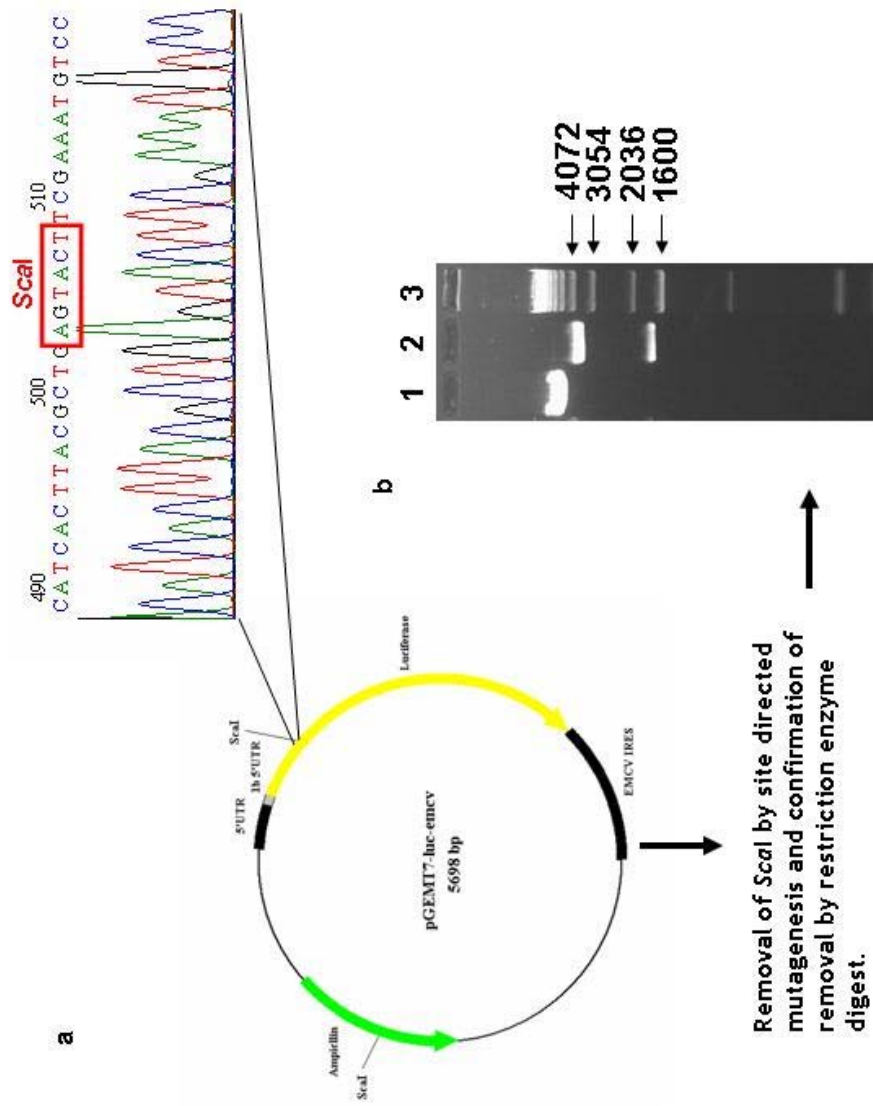 a
ScaI
490 500 510
CATCACTTACGCTGAGTACTTCGAAATGTCC
5'UTR
1b 5'UTR
ScaI
Luciferase
Ampicillin
ScaI
pGEMT7-luc-emcv
5698 bp
EMCV IRES
b
1 2 3
4072
3054
2036
1600
Removal of ScaI by site directed
mutagenesis and confirmation of
removal by restriction enzyme
digest.